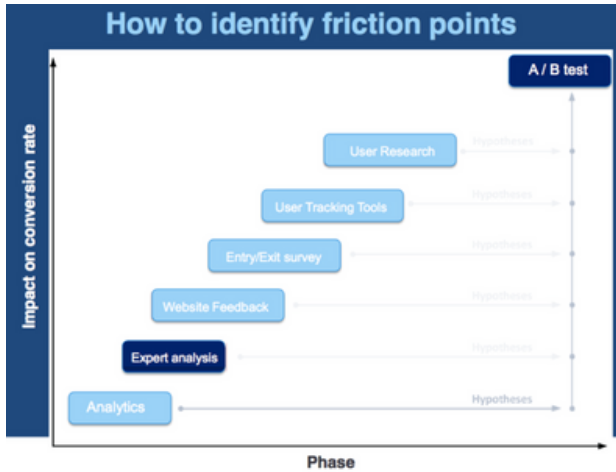 How to identify friction points
A / B test
User Research
Hypotheses
User Tracking Tools
Hypotheses
Entry/Exit survey
Hypotheses
Website Feedback
Hypotheses
Expert analysis
Hypotheses
Analytics
Hypotheses
Impact on conversion rate
Phase